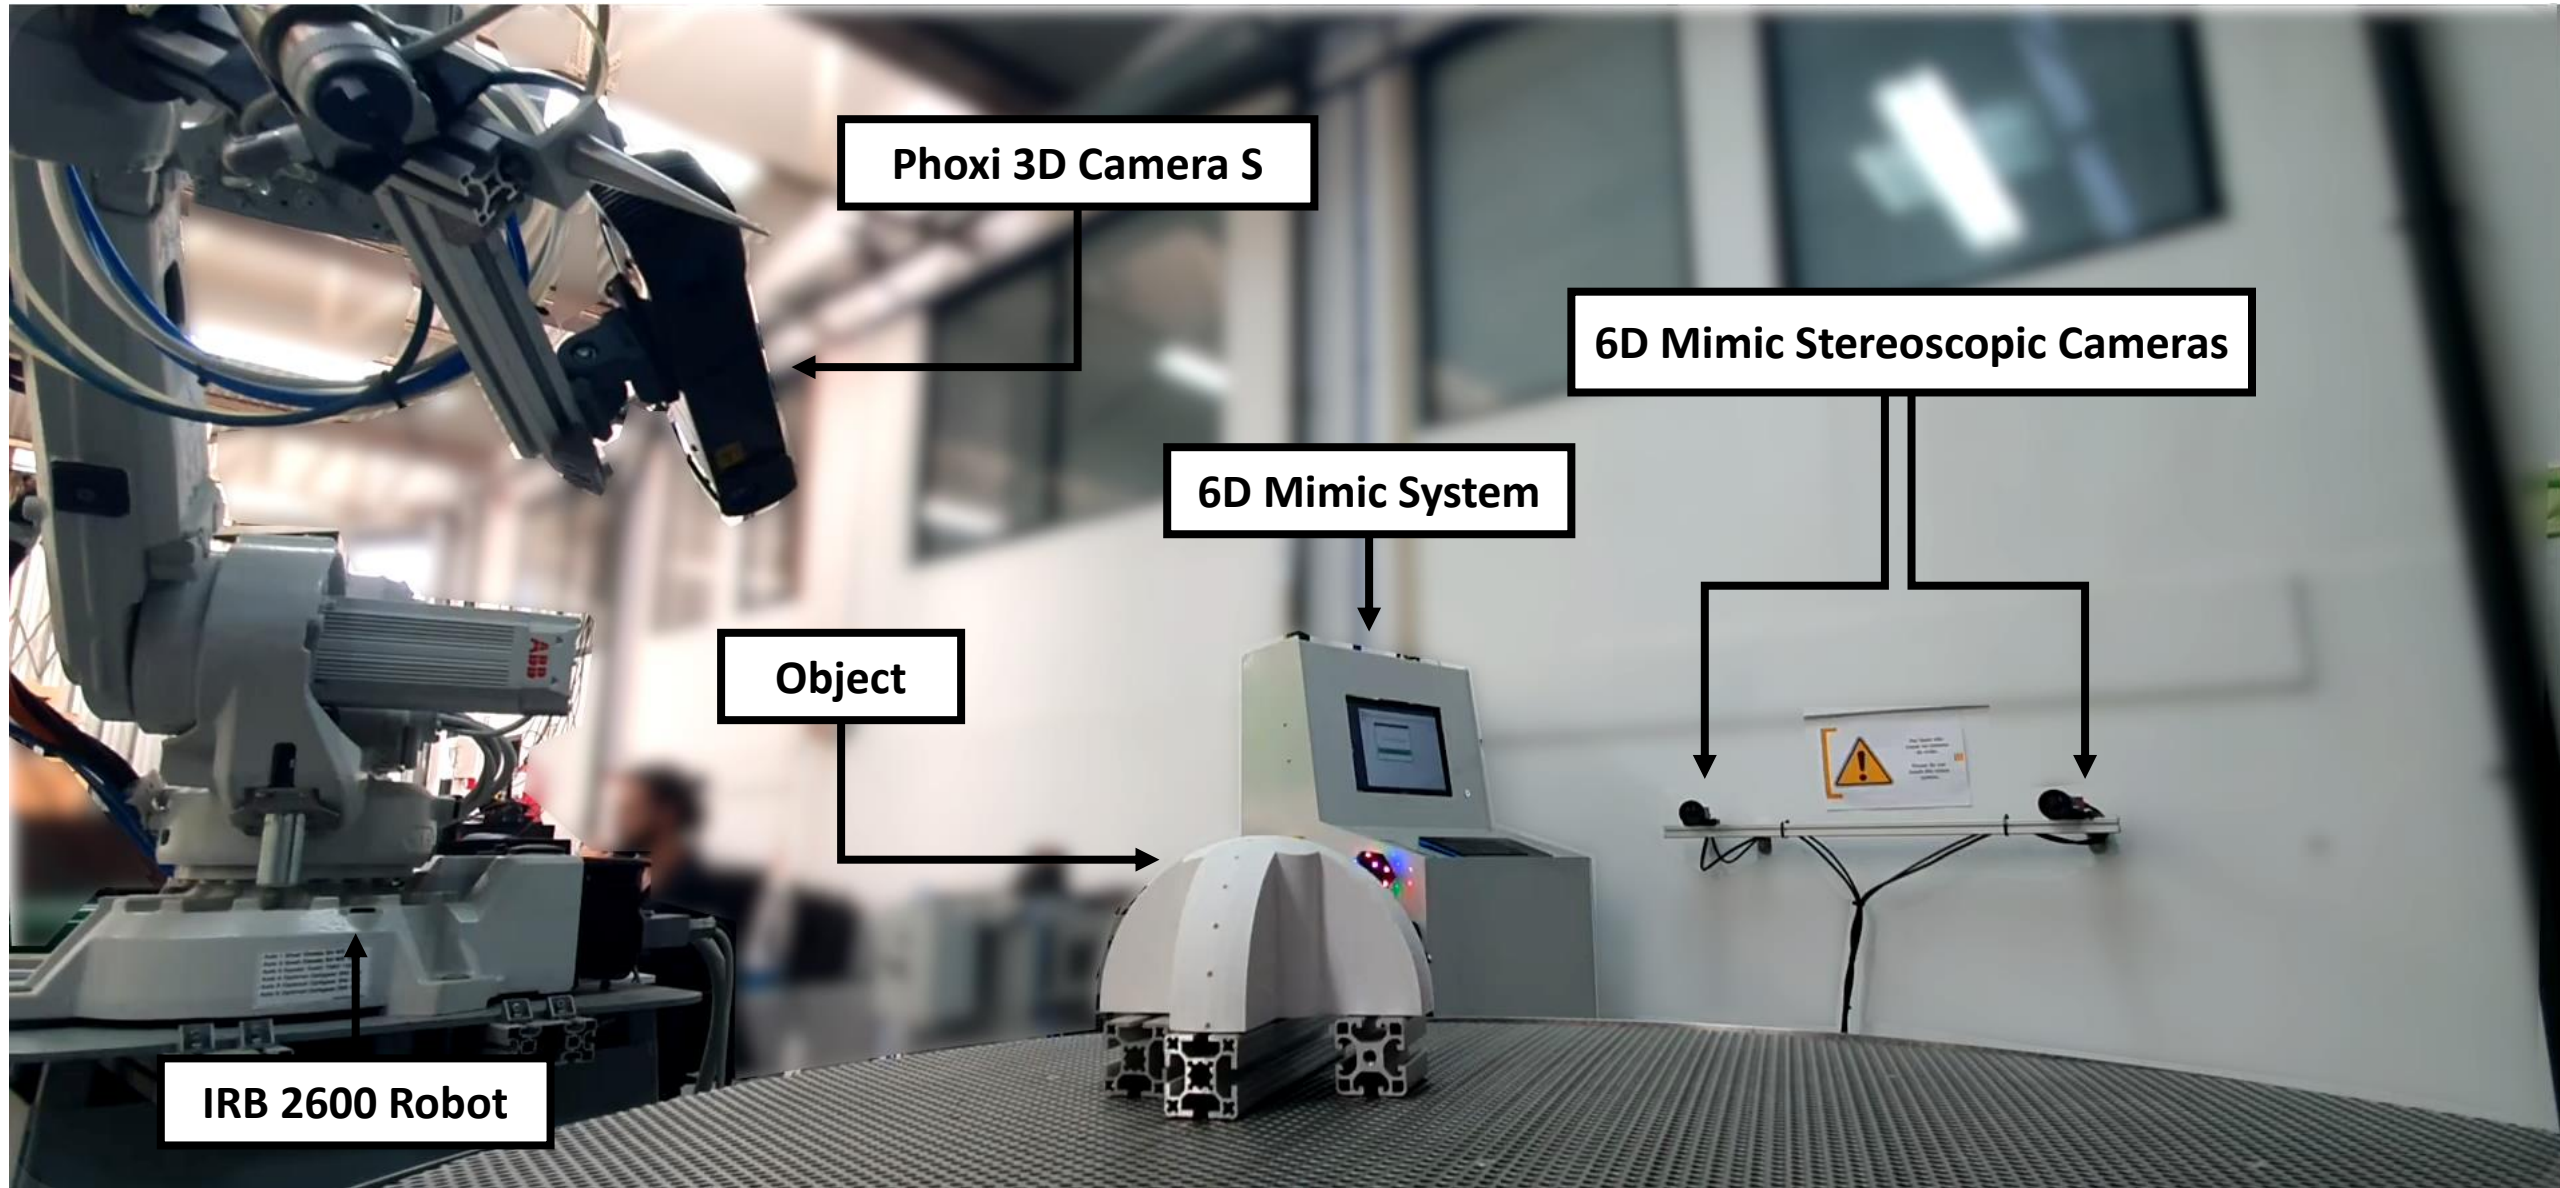 Phoxi 3D Camera S
6D Mimic Stereoscopic Cameras
6D Mimic System
Object
ABB
IRB 2600 Robot